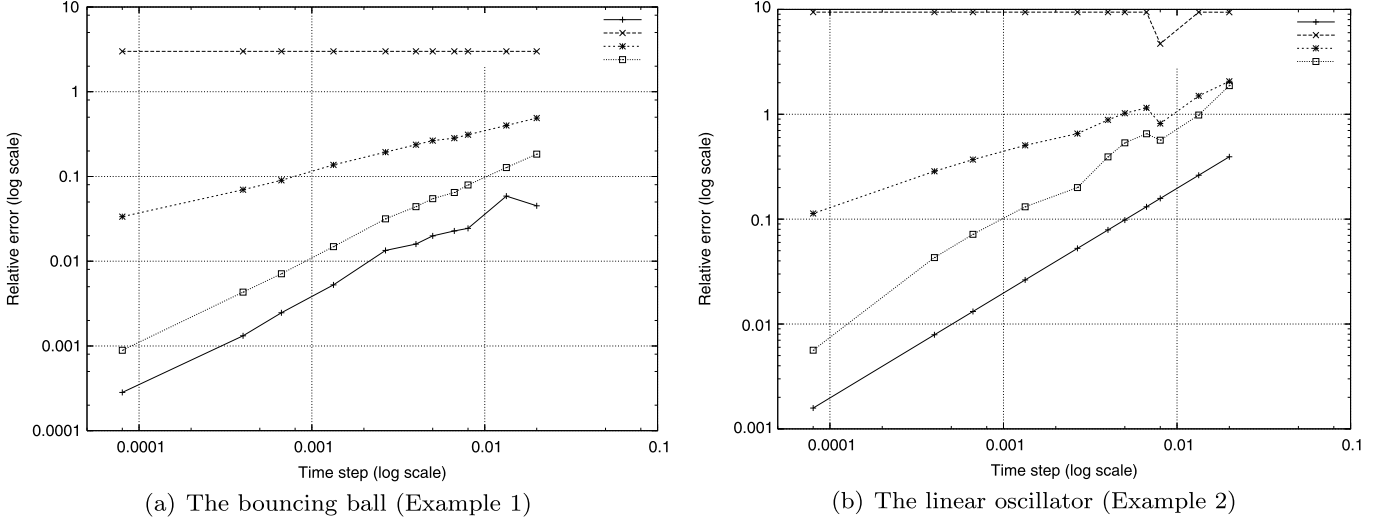 10
1
0.1
0.01
0.001
0.0001
Relative error (log scale)
0.0001 0.001 0.01 0.1
Time step (log scale)
(a) The bouncing ball (Example 1)
10
1
0.1
0.01
0.001
Relative error (log scale)
0.0001 0.001 0.01 0.1
Time step (log scale)
(b) The linear oscillator (Example 2)